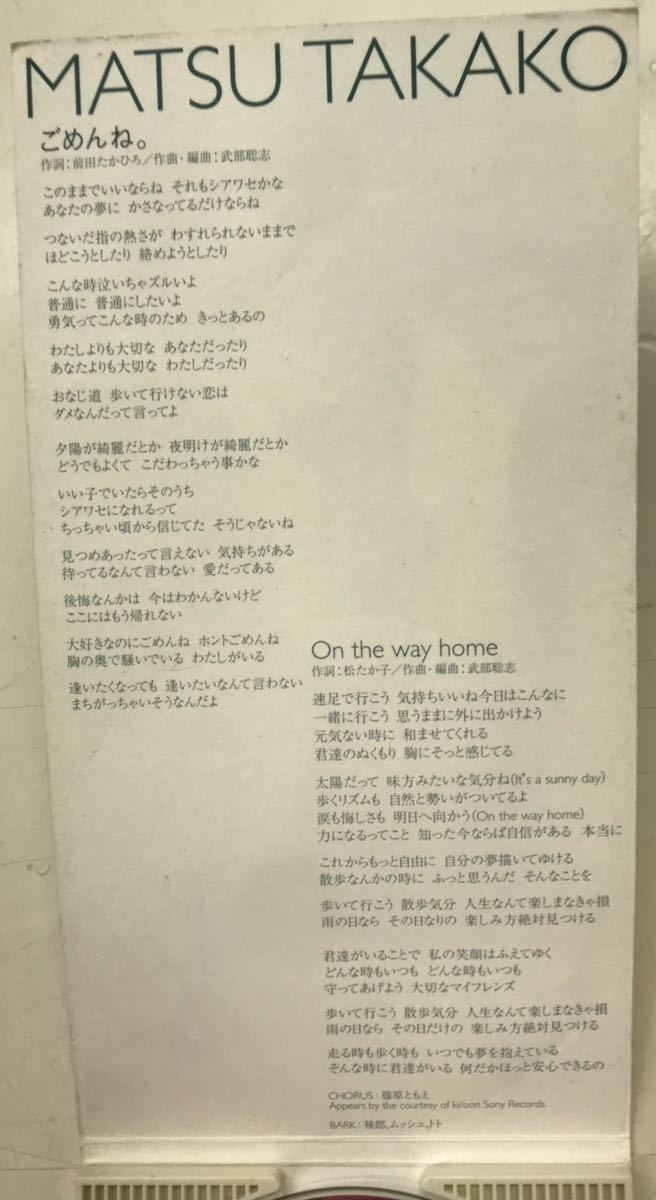 MATSU TAKAKO
ごめんね。
作詞：前田たかひろ／作曲・編曲：武部聡志
このままでいいならね それもシアワセかな
あなたの夢に かさなってるだけならね
つないだ指の熱さが わすれられないままで
ほどこうとしたり 絡めようとしたり
こんな時泣いちゃズルいよ
普通に 普通にしたいよ
勇気ってこんな時のため きっとあるの
わたしよりも大切な あなただったり
あなたよりも大切な わたしだったり
おなじ道 歩いて行けない恋は
ダメなんだって言ってよ
夕陽が綺麗だとか 夜明けが綺麗だとか
どうでもよくて こだわっちゃう事かな
いい子でいたらそのうち
シアワセになれるって
ちっちゃい頃から信じてた そうじゃないね
見つめあったって言えない 気持ちがある
待ってるなんて言わない 愛だってある
後悔なんかは 今はわかんないけど
ここにはもう帰れない
大好きなのにごめんね ホントごめんね
胸の奥で騒いでいる わたしがいる
逢いたくなっても 逢いたいなんて言わない
まちがっちゃいそうなんだよ
On the way home
作詞：松たか子／作曲・編曲：武部聡志
速足で行こう 気持ちいいね今日はこんなに
一緒に行こう 思うままに外に出かけよう
元気ない時に 和ませてくれる
君達のぬくもり 胸にそっと感じてる
太陽だって 味方みたいな気分ね(It's a sunny day)
歩くリズムも 自然と勢いがついてるよ
涙も悔しさも 明日へ向かう(On the way home)
力になるってこと 知った今ならば自信がある 本当に
これからもっと自由に 自分の夢描いてゆける
散歩なんかの時に ふっと思うんだ そんなことを
歩いて行こう 散歩気分 人生なんて楽しまなきゃ損
雨の日なら その日なりの 楽しみ方絶対見つける
君達がいることで 私の笑顔はふえてゆく
どんな時もいつも どんな時もいつも
守ってあげよう 大切なマイフレンズ
歩いて行こう 散歩気分 人生なんて楽しまなきゃ損
雨の日なら その日だけの 楽しみ方絶対見つける
走る時も歩く時も いつでも夢を抱えている
そんな時に君達がいる 何だかほっと安心できるの
CHORUS：篠原ともえ
Appears by the courtesy of ki/oon Sony Records
BARK：禄郎,ムッシュ,トト